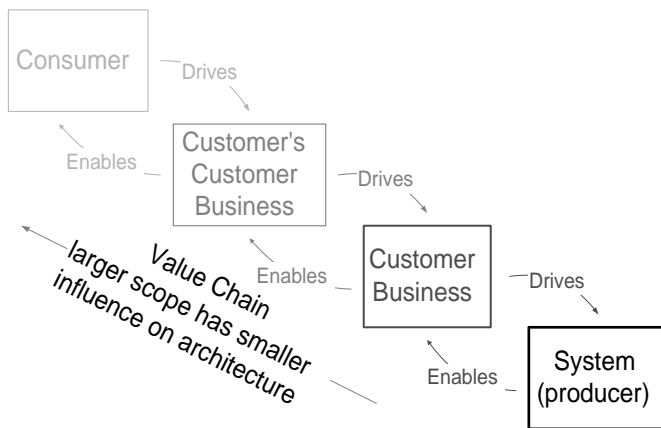 Consumer
Drives
Enables
Customer's
Customer
Business
Drives
Enables
Value Chain
larger scope has smaller
influence on architecture
Customer
Business
Drives
Enables
System
(producer)